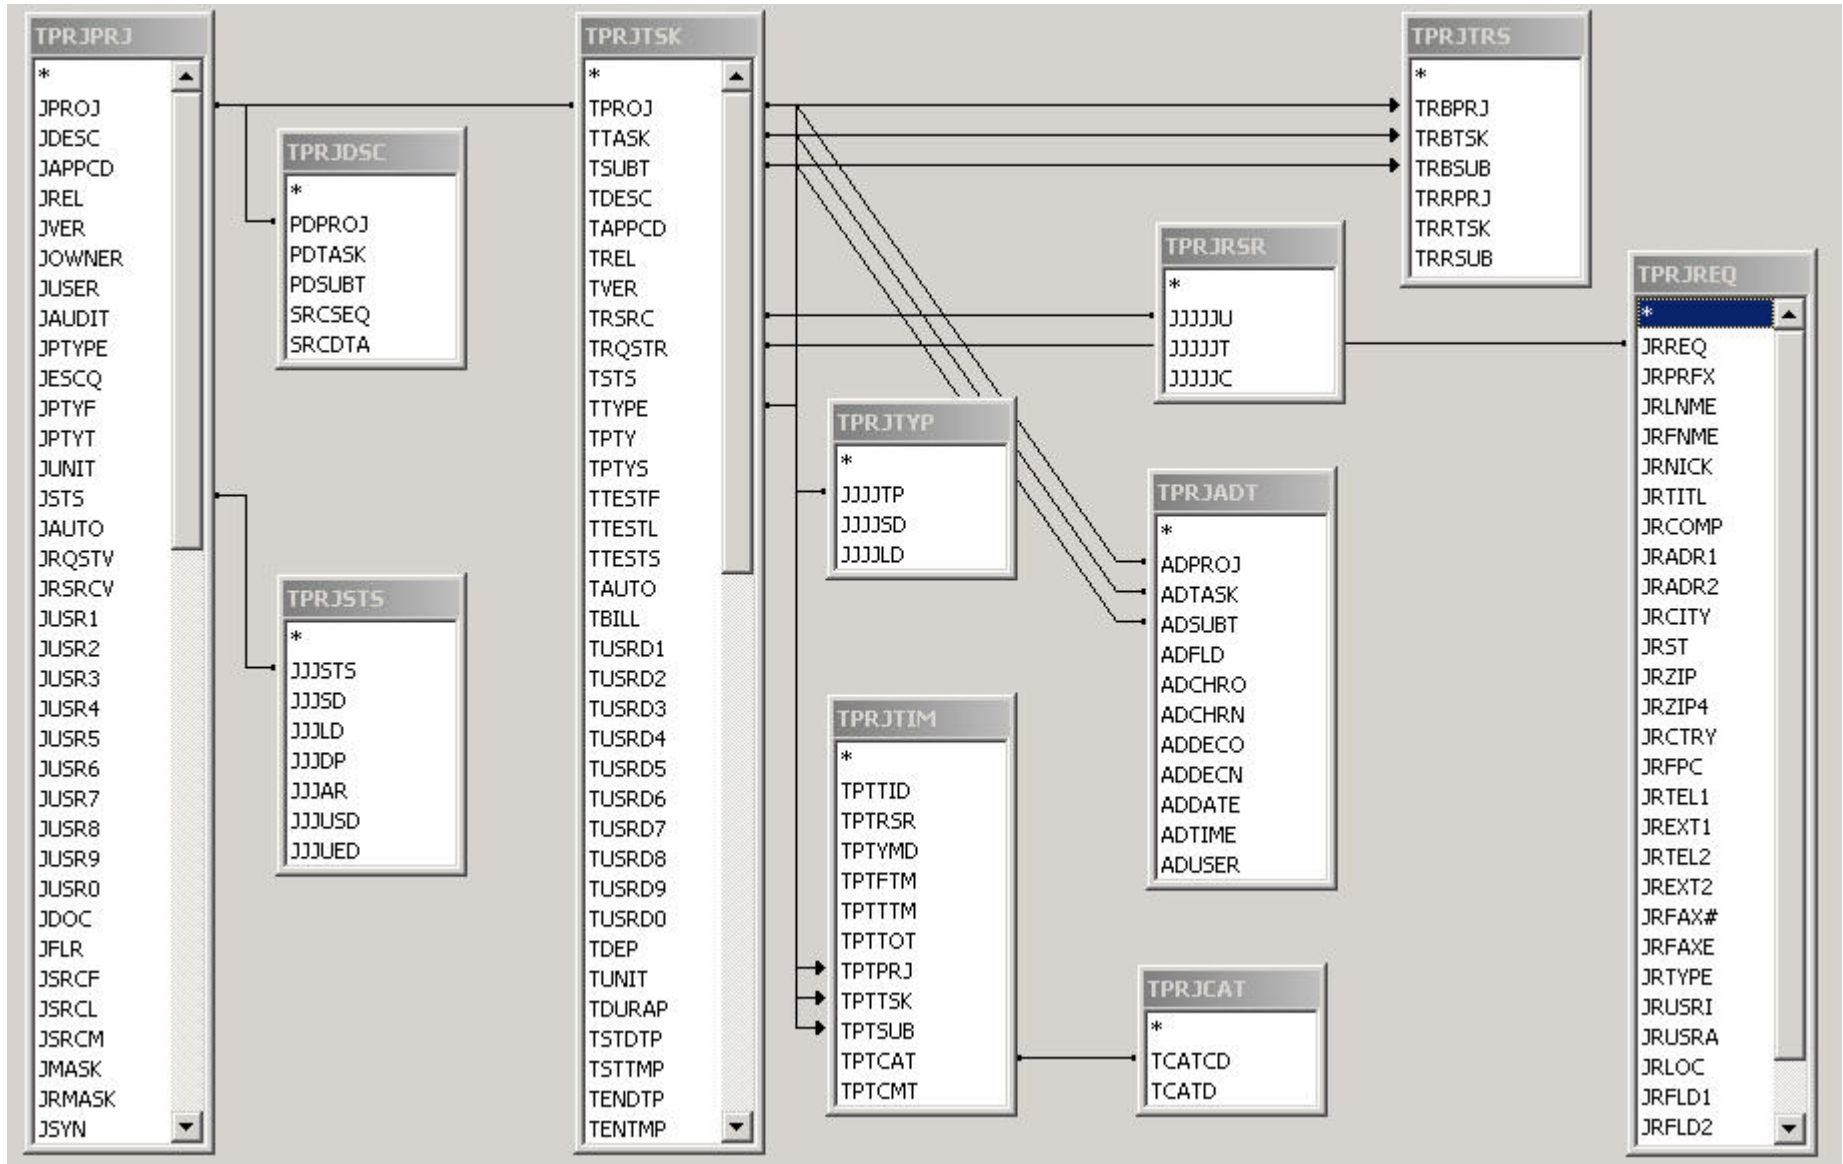 TPRJPRJ
*
JPROJ
JDESC
JAPPCD
JREL
JVER
JOWNER
JUSER
JAUDIT
JPTYPE
JESCQ
JPTYF
JPTYT
JUNIT
JSTS
JAUTO
JRQSTV
JRSRCV
JUSR1
JUSR2
JUSR3
JUSR4
JUSR5
JUSR6
JUSR7
JUSR8
JUSR9
JUSR0
JDOC
JFLR
JSRCF
JSRCL
JSRCM
JMASK
JRMASK
JSYN
TPRJDSC
*
PDPROJ
PDTASK
PDSUBT
SRCSEQ
SRCDTA
TPRJSTS
*
JJJSTS
JJJSD
JJJLD
JJJDP
JJJAR
JJJUSD
JJJUED
TPRJTSK
*
TPROJ
TTASK
TSUBT
TDESC
TAPPCD
TREL
TVER
TRSRC
TRQSTR
TSTS
TTYPE
TPTY
TPTYS
TTESTF
TTESTL
TTESTS
TAUTO
TBILL
TUSRD1
TUSRD2
TUSRD3
TUSRD4
TUSRD5
TUSRD6
TUSRD7
TUSRD8
TUSRD9
TUSRD0
TDEP
TUNIT
TDURAP
TSTDTP
TSTTMP
TENDTP
TENTMP
TPRJTYP
*
JJJJTP
JJJJSD
JJJJLD
TPRJTIM
*
TPTTID
TPTRSR
TPTYMD
TPTFTM
TPTTTM
TPTTOT
TPTPRJ
TPTTSK
TPTSUB
TPTCAT
TPTCMT
TPRJRSR
*
JJJJJU
JJJJJT
JJJJJC
TPRJADT
*
ADPROJ
ADTASK
ADSUBT
ADFLD
ADCHRO
ADCHRN
ADDECO
ADDECN
ADDATE
ADTIME
ADUSER
TPRJCAT
*
TCATCD
TCATD
TPRJTRS
*
TRBPRJ
TRBTSK
TRBSUB
TRRPRJ
TRRTSK
TRRSUB
TPRJREQ
*
JRREQ
JRPRFX
JRLNME
JRFNME
JRNICK
JRTITL
JRCOMP
JRADR1
JRADR2
JRCITY
JRST
JRZIP
JRZIP4
JRCTRY
JRFPC
JRTEL1
JREXT1
JRTEL2
JREXT2
JRFAX#
JRFAXE
JRTYPE
JRUSRI
JRUSRA
JRLOC
JRFLD1
JRFLD2